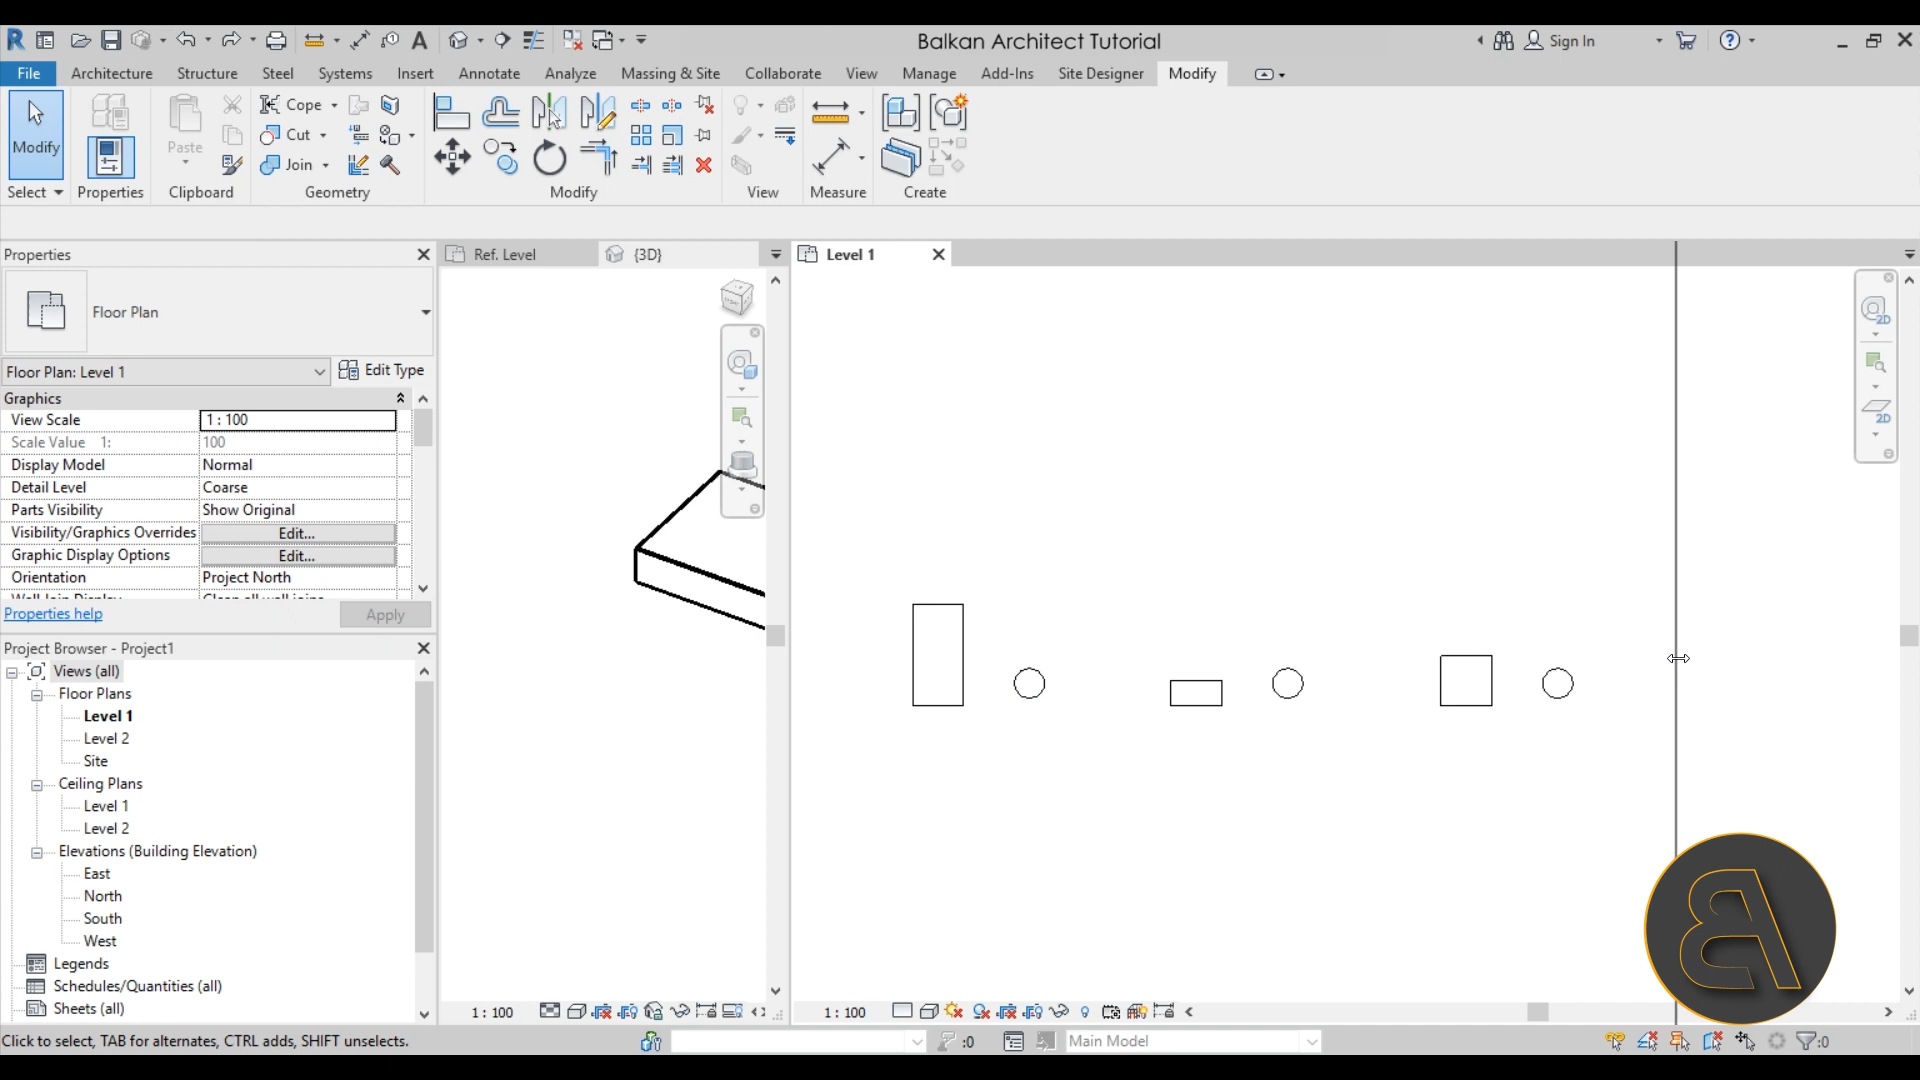 Balkan Architect Tutorial
Sign In
File Architecture Structure Steel Systems Insert Annotate Analyze Massing & Site Collaborate View Manage Add-Ins Site Designer Modify
Modify
Paste
Cope
Cut
Join
Select Properties Clipboard Geometry Modify View Measure Create
Properties
Ref. Level
{3D}
Level 1
Floor Plan
Floor Plan: Level 1
Edit Type
Graphics
View Scale 1 : 100
Scale Value 1: 100
Display Model Normal
Detail Level Coarse
Parts Visibility Show Original
Visibility/Graphics Overrides Edit...
Graphic Display Options Edit...
Orientation Project North
Properties help
Apply
Project Browser - Project1
Views (all)
Floor Plans
Level 1
Level 2
Site
Ceiling Plans
Level 1
Level 2
Elevations (Building Elevation)
East
North
South
West
Legends
Schedules/Quantities (all)
Sheets (all)
2D
2D
1 : 100
1 : 100
Click to select, TAB for alternates, CTRL adds, SHIFT unselects.
:0
Main Model
:0